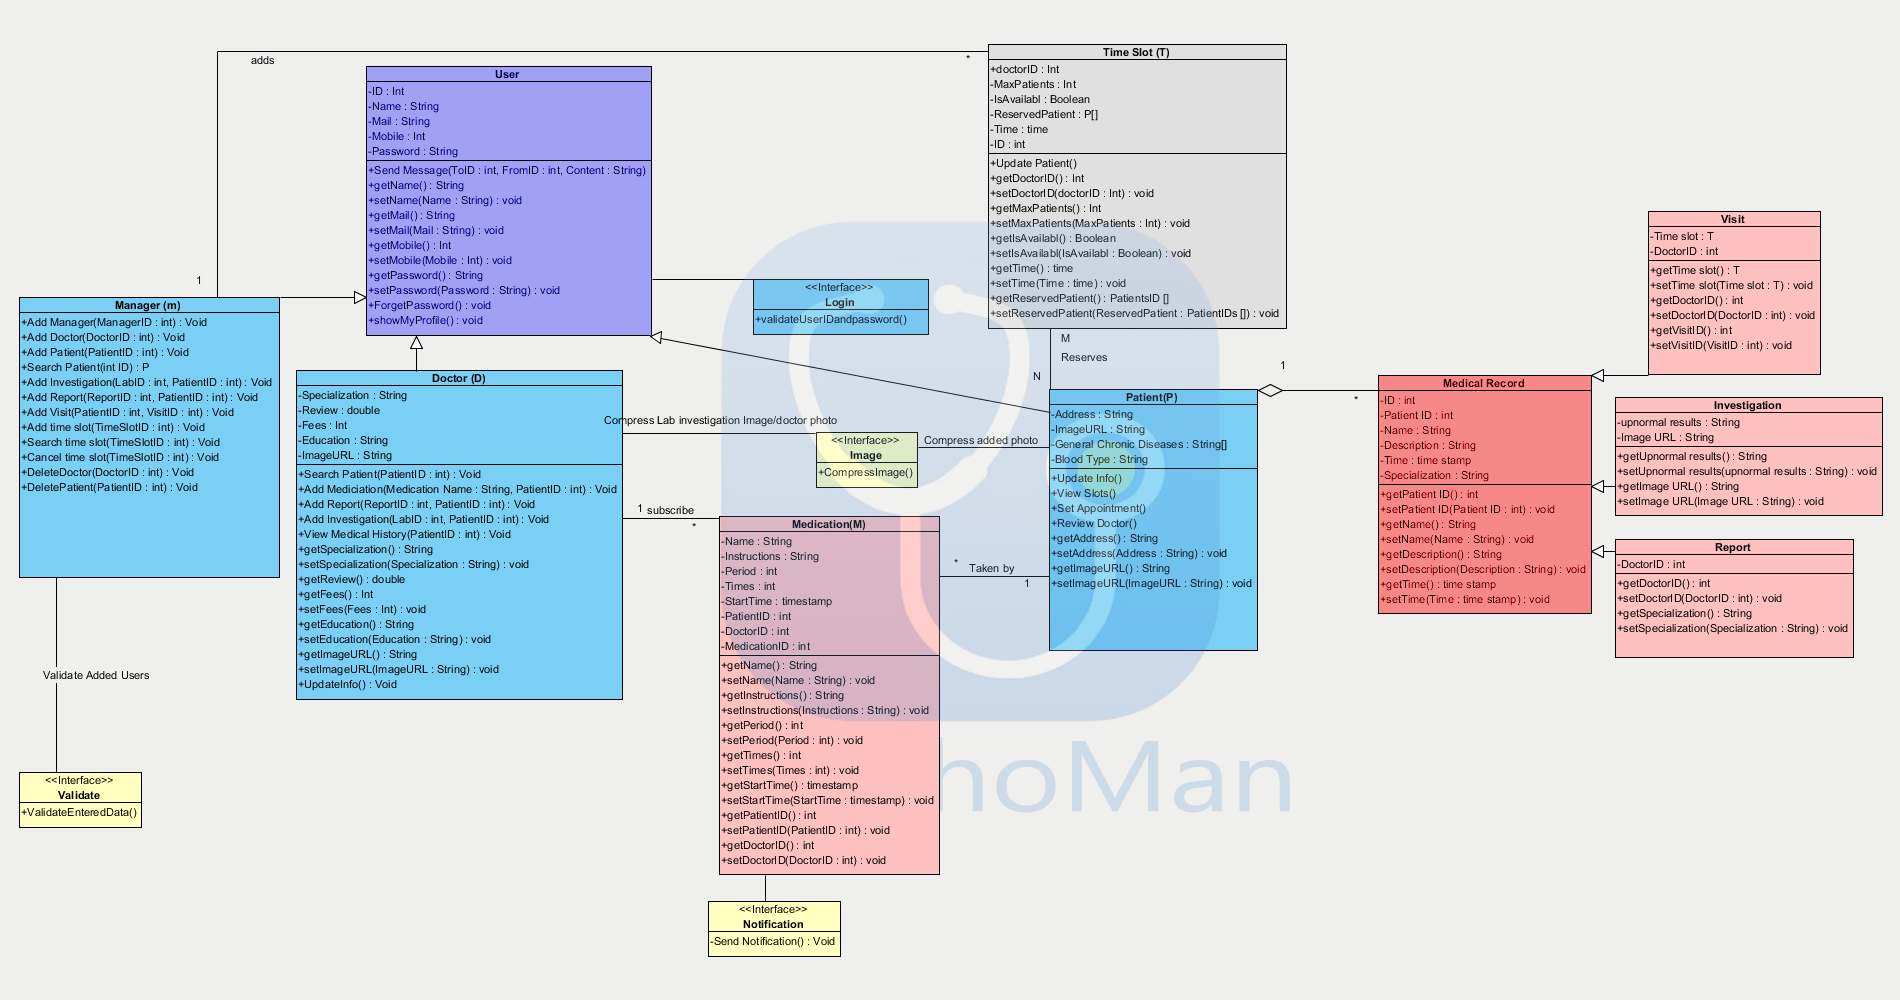 adds
*
1
User
-ID : Int
-Name : String
-Mail : String
-Mobile : Int
-Password : String
+Send Message(ToID : int, FromID : int, Content : String)
+getName() : String
+setName(Name : String) : void
+getMail() : String
+setMail(Mail : String) : void
+getMobile() : Int
+setMobile(Mobile : Int) : void
+getPassword() : String
+setPassword(Password : String) : void
+ForgetPassword() : void
+showMyProfile() : void
Time Slot (T)
+doctorID : Int
-MaxPatients : Int
-IsAvailabl : Boolean
-ReservedPatient : P[]
-Time : time
-ID : int
+Update Patient()
+getDoctorID() : Int
+setDoctorID(doctorID : Int) : void
+getMaxPatients() : Int
+setMaxPatients(MaxPatients : Int) : void
+getIsAvailabl() : Boolean
+setIsAvailabl(IsAvailabl : Boolean) : void
+getTime() : time
+setTime(Time : time) : void
+getReservedPatient() : PatientsID []
+setReservedPatient(ReservedPatient : PatientIDs []) : void
Manager (m)
+Add Manager(ManagerID : int) : Void
+Add Doctor(DoctorID : int) : Void
+Add Patient(PatientID : int) : Void
+Search Patient(int ID) : P
+Add Investigation(LabID : int, PatientID : int) : Void
+Add Report(ReportID : int, PatientID : int) : Void
+Add Visit(PatientID : int, VisitID : int) : Void
+Add time slot(TimeSlotID : int) : Void
+Search time slot(TimeSlotID : int) : Void
+Cancel time slot(TimeSlotID : int) : Void
+DeleteDoctor(DoctorID : int) : Void
+DeletePatient(PatientID : int) : Void
<<Interface>>
Login
+validateUserIDandpassword()
Visit
-Time slot : T
-DoctorID : int
+getTime slot() : T
+setTime slot(Time slot : T) : void
+getDoctorID() : int
+setDoctorID(DoctorID : int) : void
+getVisitID() : int
+setVisitID(VisitID : int) : void
M
Reserves
N
Doctor (D)
-Specialization : String
-Review : double
-Fees : Int
-Education : String
-ImageURL : String
+Search Patient(PatientID : int) : Void
+Add Mediciation(Medication Name : String, PatientID : int) : Void
+Add Report(ReportID : int, PatientID : int) : Void
+Add Investigation(LabID : int, PatientID : int) : Void
+View Medical History(PatientID : int) : Void
+getSpecialization() : String
+setSpecialization(Specialization : String) : void
+getReview() : double
+getFees() : Int
+setFees(Fees : Int) : void
+getEducation() : String
+setEducation(Education : String) : void
+getImageURL() : String
+setImageURL(ImageURL : String) : void
+UpdateInfo() : Void
Compress Lab investigation Image/doctor photo
<<Interface>>
Image
+CompressImage()
Compress added photo
Patient(P)
-Address : String
-ImageURL : String
-General Chronic Diseases : String[]
-Blood Type : String
+Update Info()
+View Slots()
+Set Appointment()
+Review Doctor()
+getAddress() : String
+setAddress(Address : String) : void
+getImageURL() : String
+setImageURL(ImageURL : String) : void
1
*
Medical Record
-ID : int
-Patient ID : int
-Name : String
-Description : String
-Time : time stamp
-Specialization : String
+getPatient ID() : int
+setPatient ID(Patient ID : int) : void
+getName() : String
+setName(Name : String) : void
+getDescription() : String
+setDescription(Description : String) : void
+getTime() : time stamp
+setTime(Time : time stamp) : void
Investigation
-upnormal results : String
-Image URL : String
+getUpnormal results() : String
+setUpnormal results(upnormal results : String) : void
+getImage URL() : String
+setImage URL(Image URL : String) : void
Report
-DoctorID : int
+getDoctorID() : int
+setDoctorID(DoctorID : int) : void
+getSpecialization() : String
+setSpecialization(Specialization : String) : void
1 subscribe
*
Medication(M)
-Name : String
-Instructions : String
-Period : int
-Times : int
-StartTime : timestamp
-PatientID : int
-DoctorID : int
-MedicationID : int
+getName() : String
+setName(Name : String) : void
+getInstructions() : String
+setInstructions(Instructions : String) : void
+getPeriod() : int
+setPeriod(Period : int) : void
+getTimes() : int
+setTimes(Times : int) : void
+getStartTime() : timestamp
+setStartTime(StartTime : timestamp) : void
+getPatientID() : int
+setPatientID(PatientID : int) : void
+getDoctorID() : int
+setDoctorID(DoctorID : int) : void
*
Taken by
1
Validate Added Users
<<Interface>>
Validate
+ValidateEnteredData()
hoMan
<<Interface>>
Notification
-Send Notification() : Void